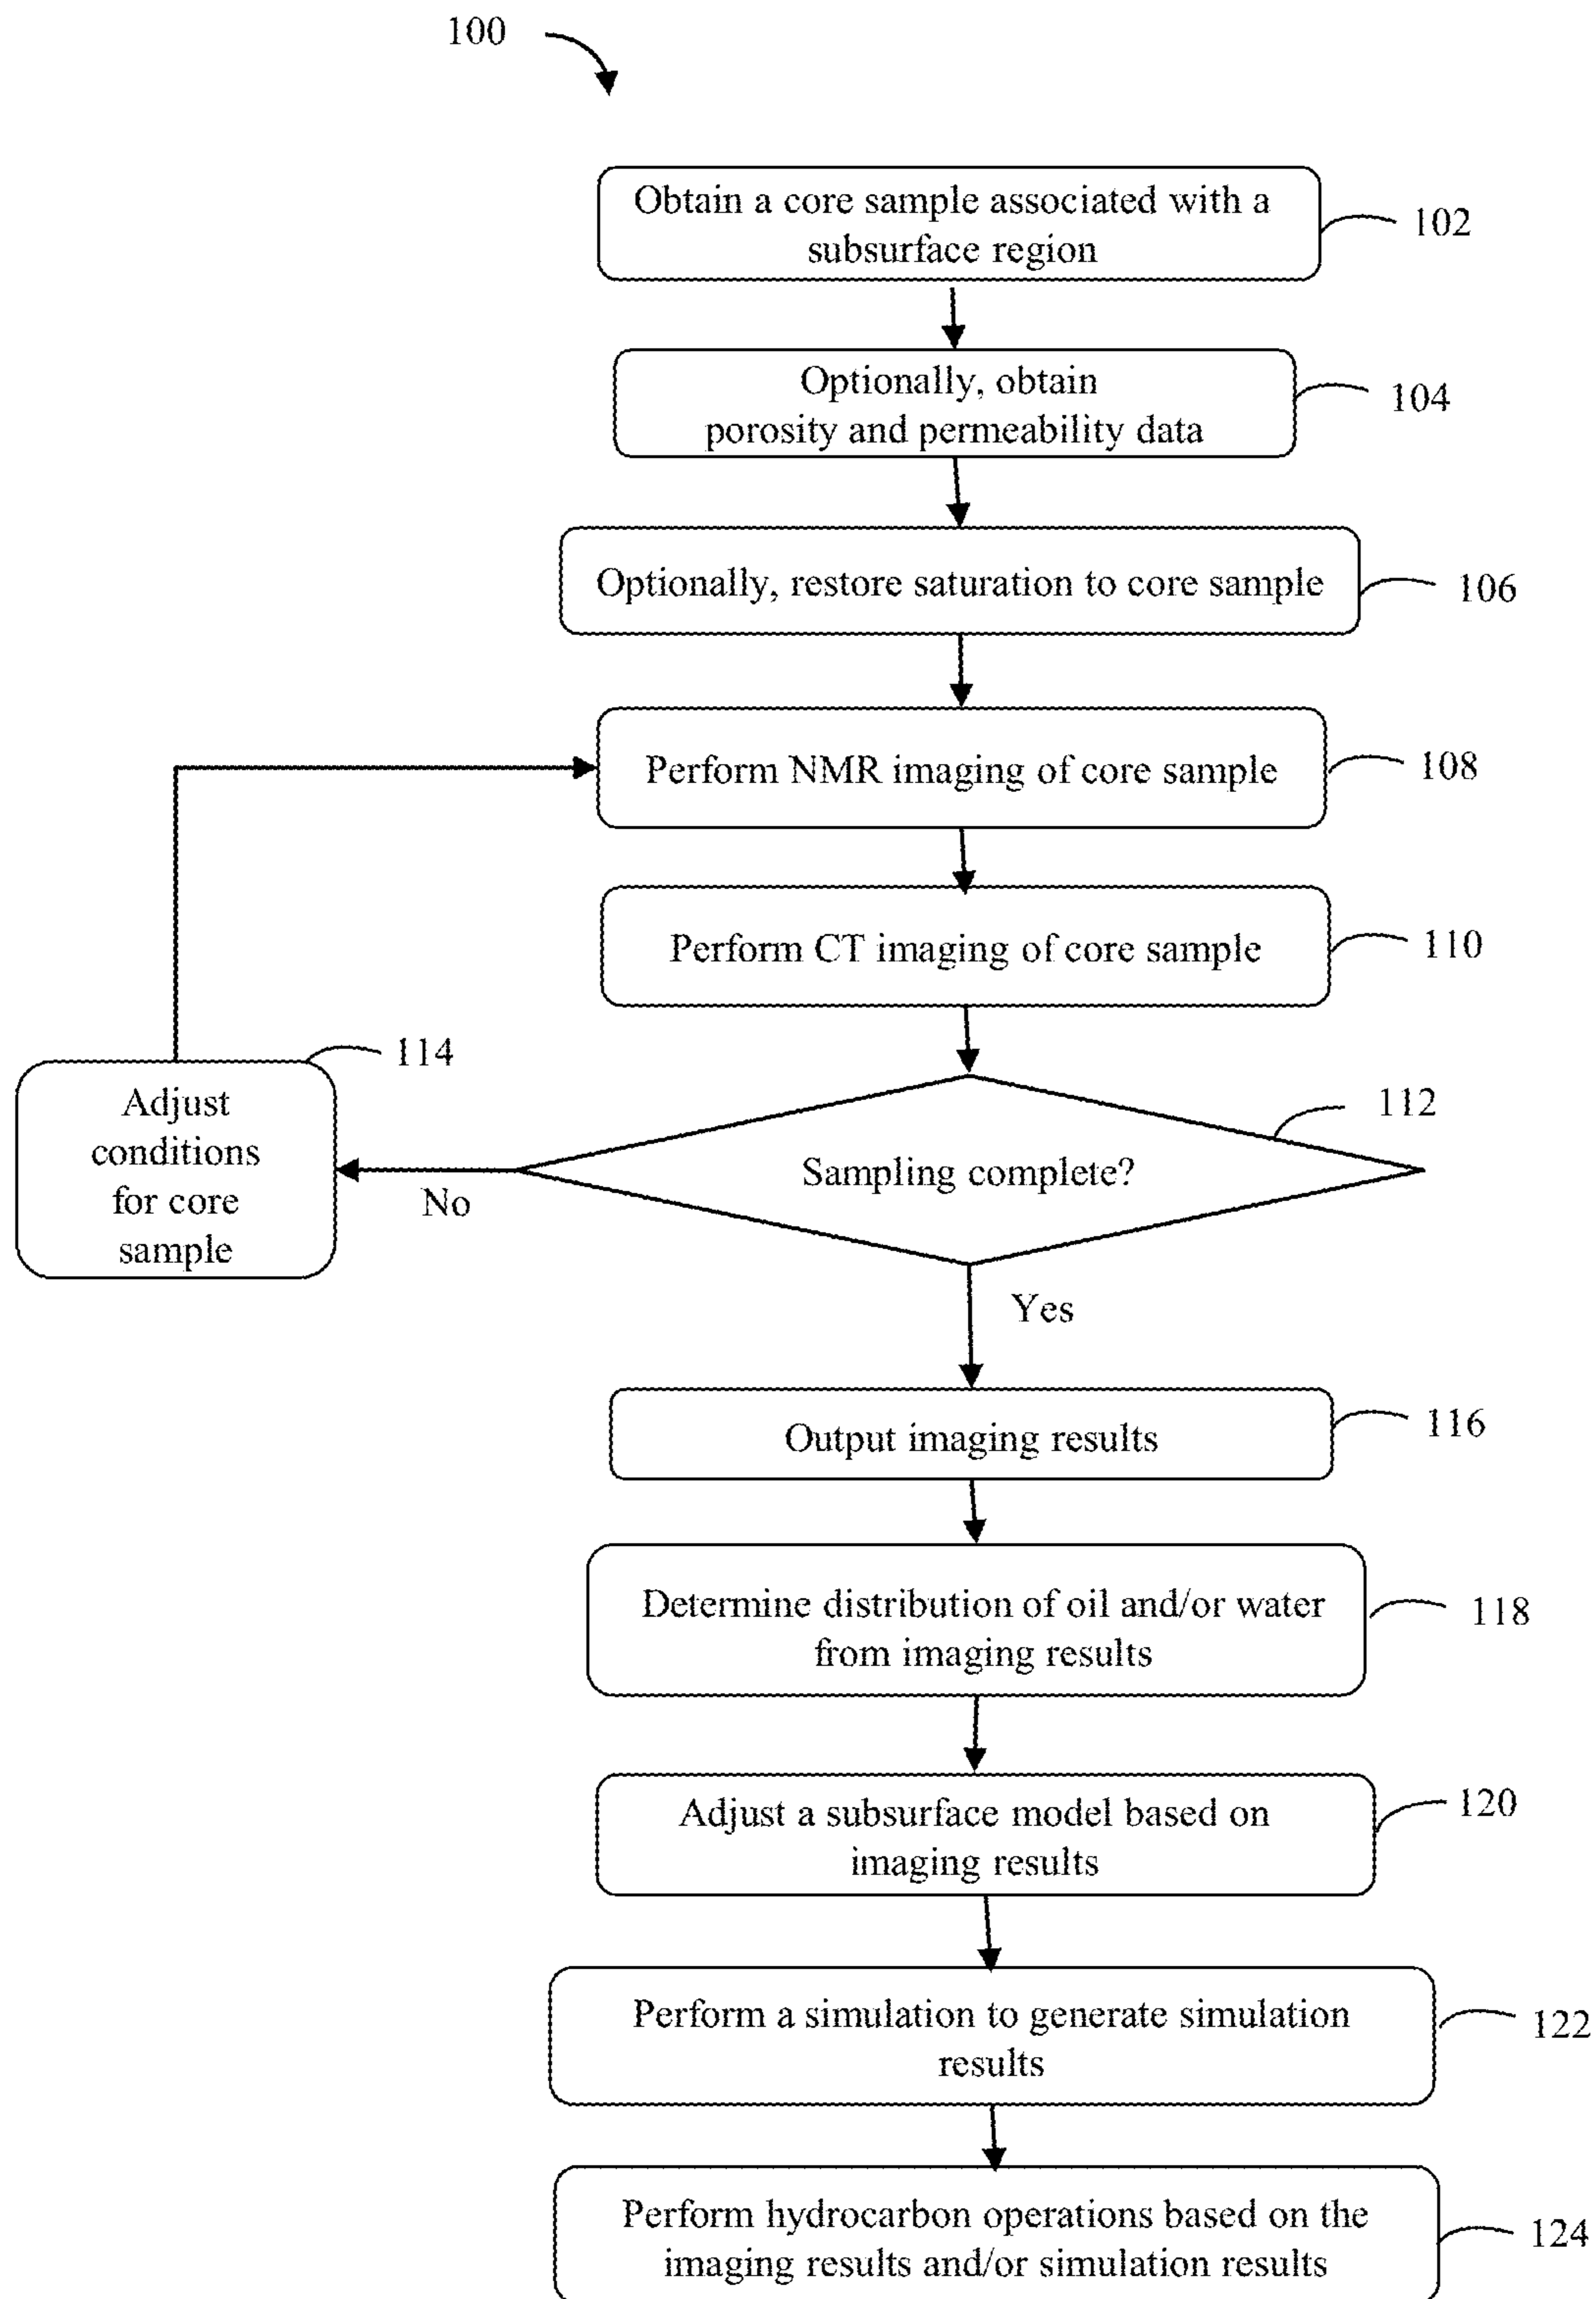 100
Obtain a core sample associated with a
subsurface region
102
Optionally, obtain
porosity and permeability data
104
Optionally, restore saturation to core sample
106
Perform NMR imaging of core sample
108
Perform CT imaging of core sample
110
114
Adjust
conditions
for core
sample
112
Sampling complete?
No
Yes
Output imaging results
116
Determine distribution of oil and/or water
from imaging results
118
Adjust a subsurface model based on
imaging results
120
Perform a simulation to generate simulation
results
122
Perform hydrocarbon operations based on the
imaging results and/or simulation results
124